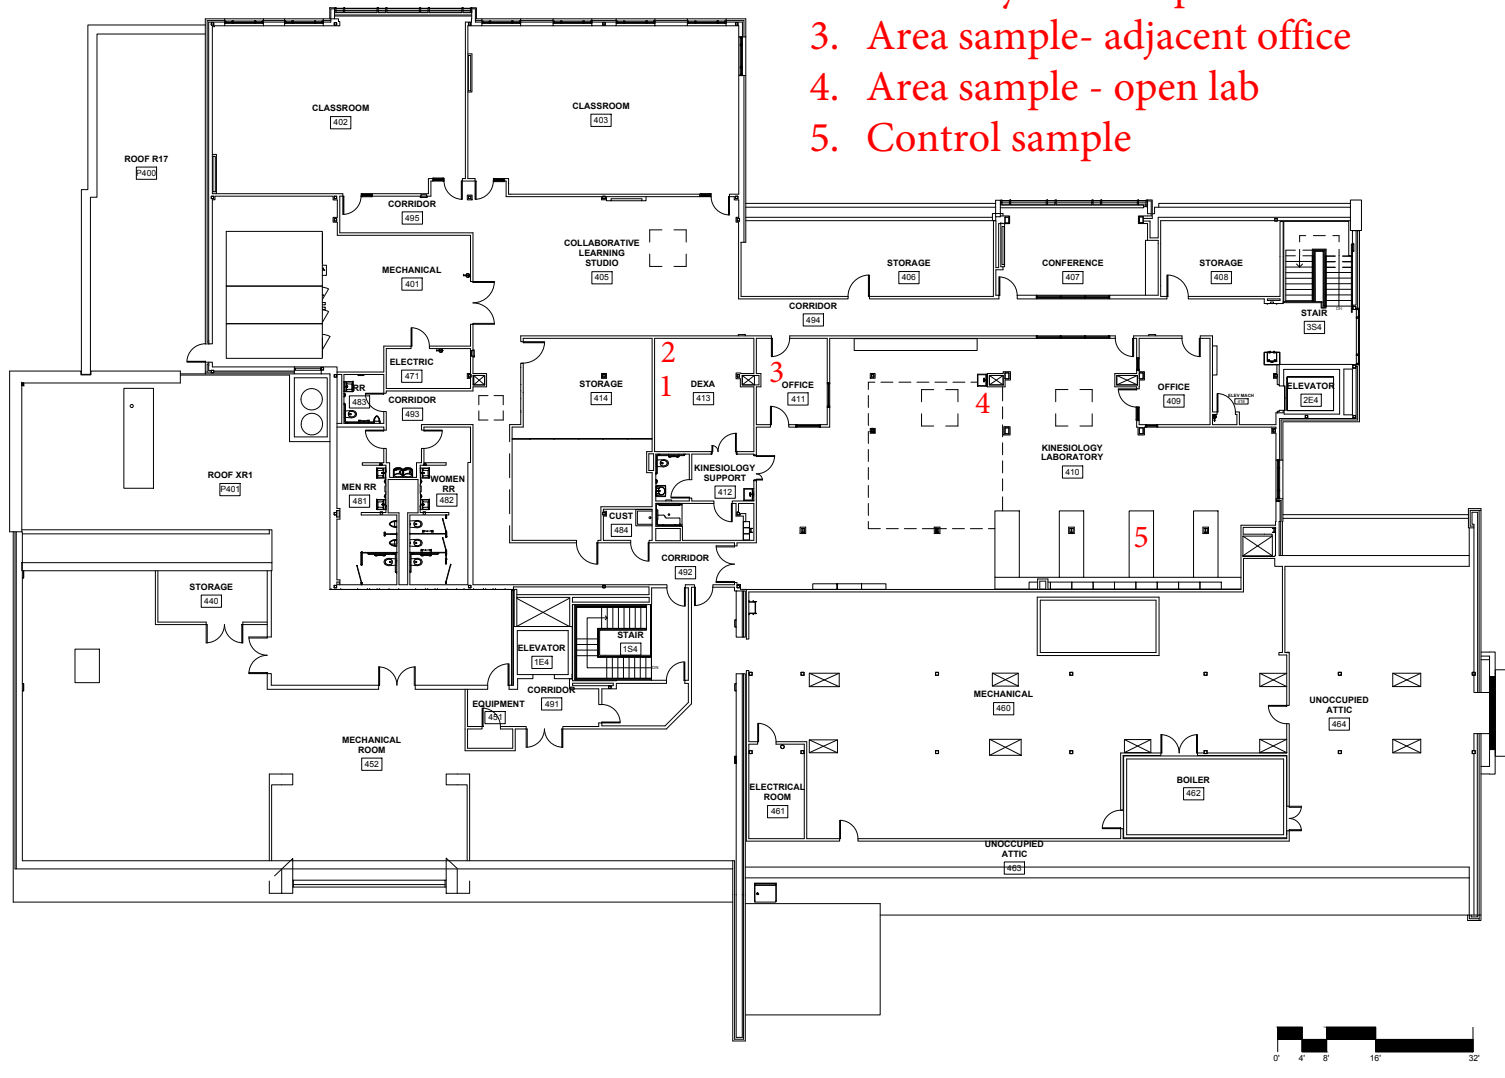 3. Area sample- adjacent office
4. Area sample - open lab
5. Control sample
CLASSROOM
402
CLASSROOM
403
ROOF R17
P400
CORRIDOR
495
COLLABORATIVE
LEARNING
STUDIO
405
MECHANICAL
401
STORAGE
406
CONFERENCE
407
STORAGE
408
CORRIDOR
494
STAIR
3S4
DN
ELECTRIC
471
RR
483
CORRIDOR
493
STORAGE
414
2
1
DEXA
413
3
OFFICE
411
4
OFFICE
409
ELEV MACH
ELEVATOR
2E4
KINESIOLOGY
LABORATORY
410
ROOF XR1
P401
MEN RR
481
WOMEN
RR
482
KINESIOLOGY
SUPPORT
412
CUST
484
5
CORRIDOR
492
STORAGE
440
ELEVATOR
1E4
STAIR
1S4
DN
CORRIDOR
491
EQUIPMENT
451
MECHANICAL
ROOM
452
MECHANICAL
460
UNOCCUPIED
ATTIC
464
ELECTRICAL
ROOM
461
BOILER
462
UNOCCUPIED
ATTIC
463
0' 4' 8' 16' 32'